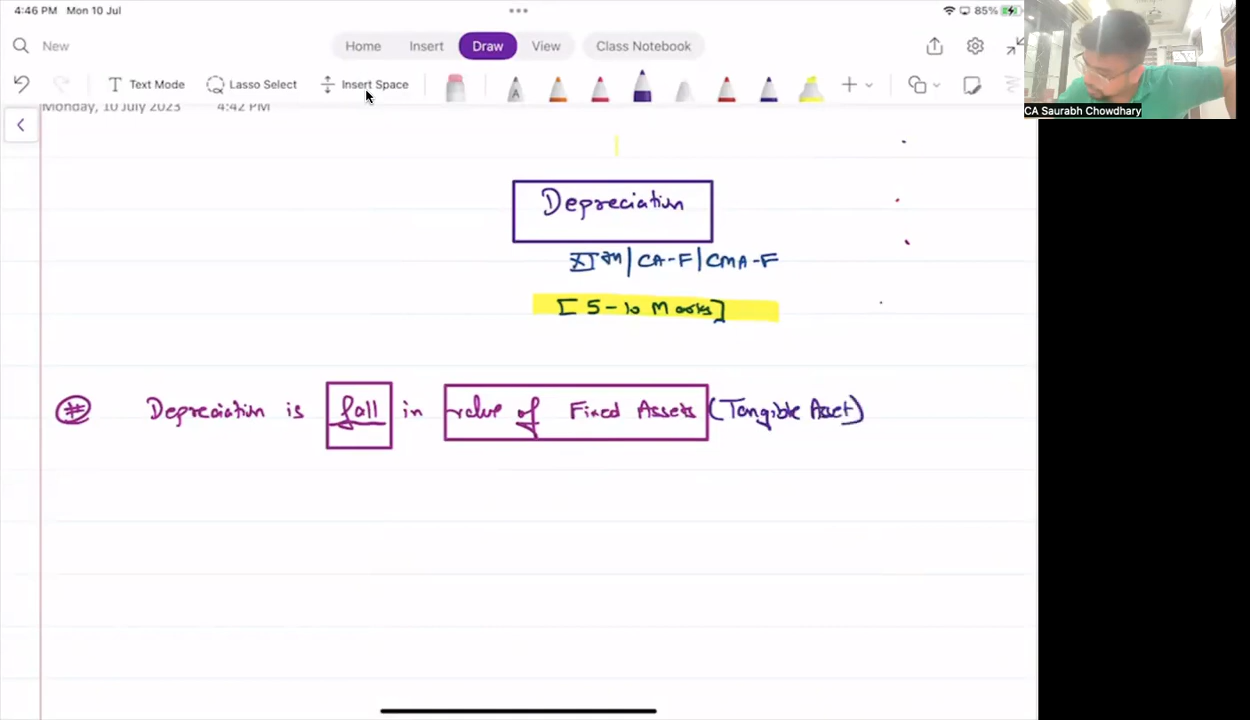 4:46 PM Mon 10 Jul
85%
New
Home
Insert
Draw
View
Class Notebook
Text Mode
Lasso Select
Insert Space
A
CA Saurabh Chowdhary
Monday, 10 July 2023 4:42 PM
Depreciation
XI th | CA-F | CMA-F
[5-10 Marks]
# Depreciation is fall in value of Fixed Assets (Tangible Asset)